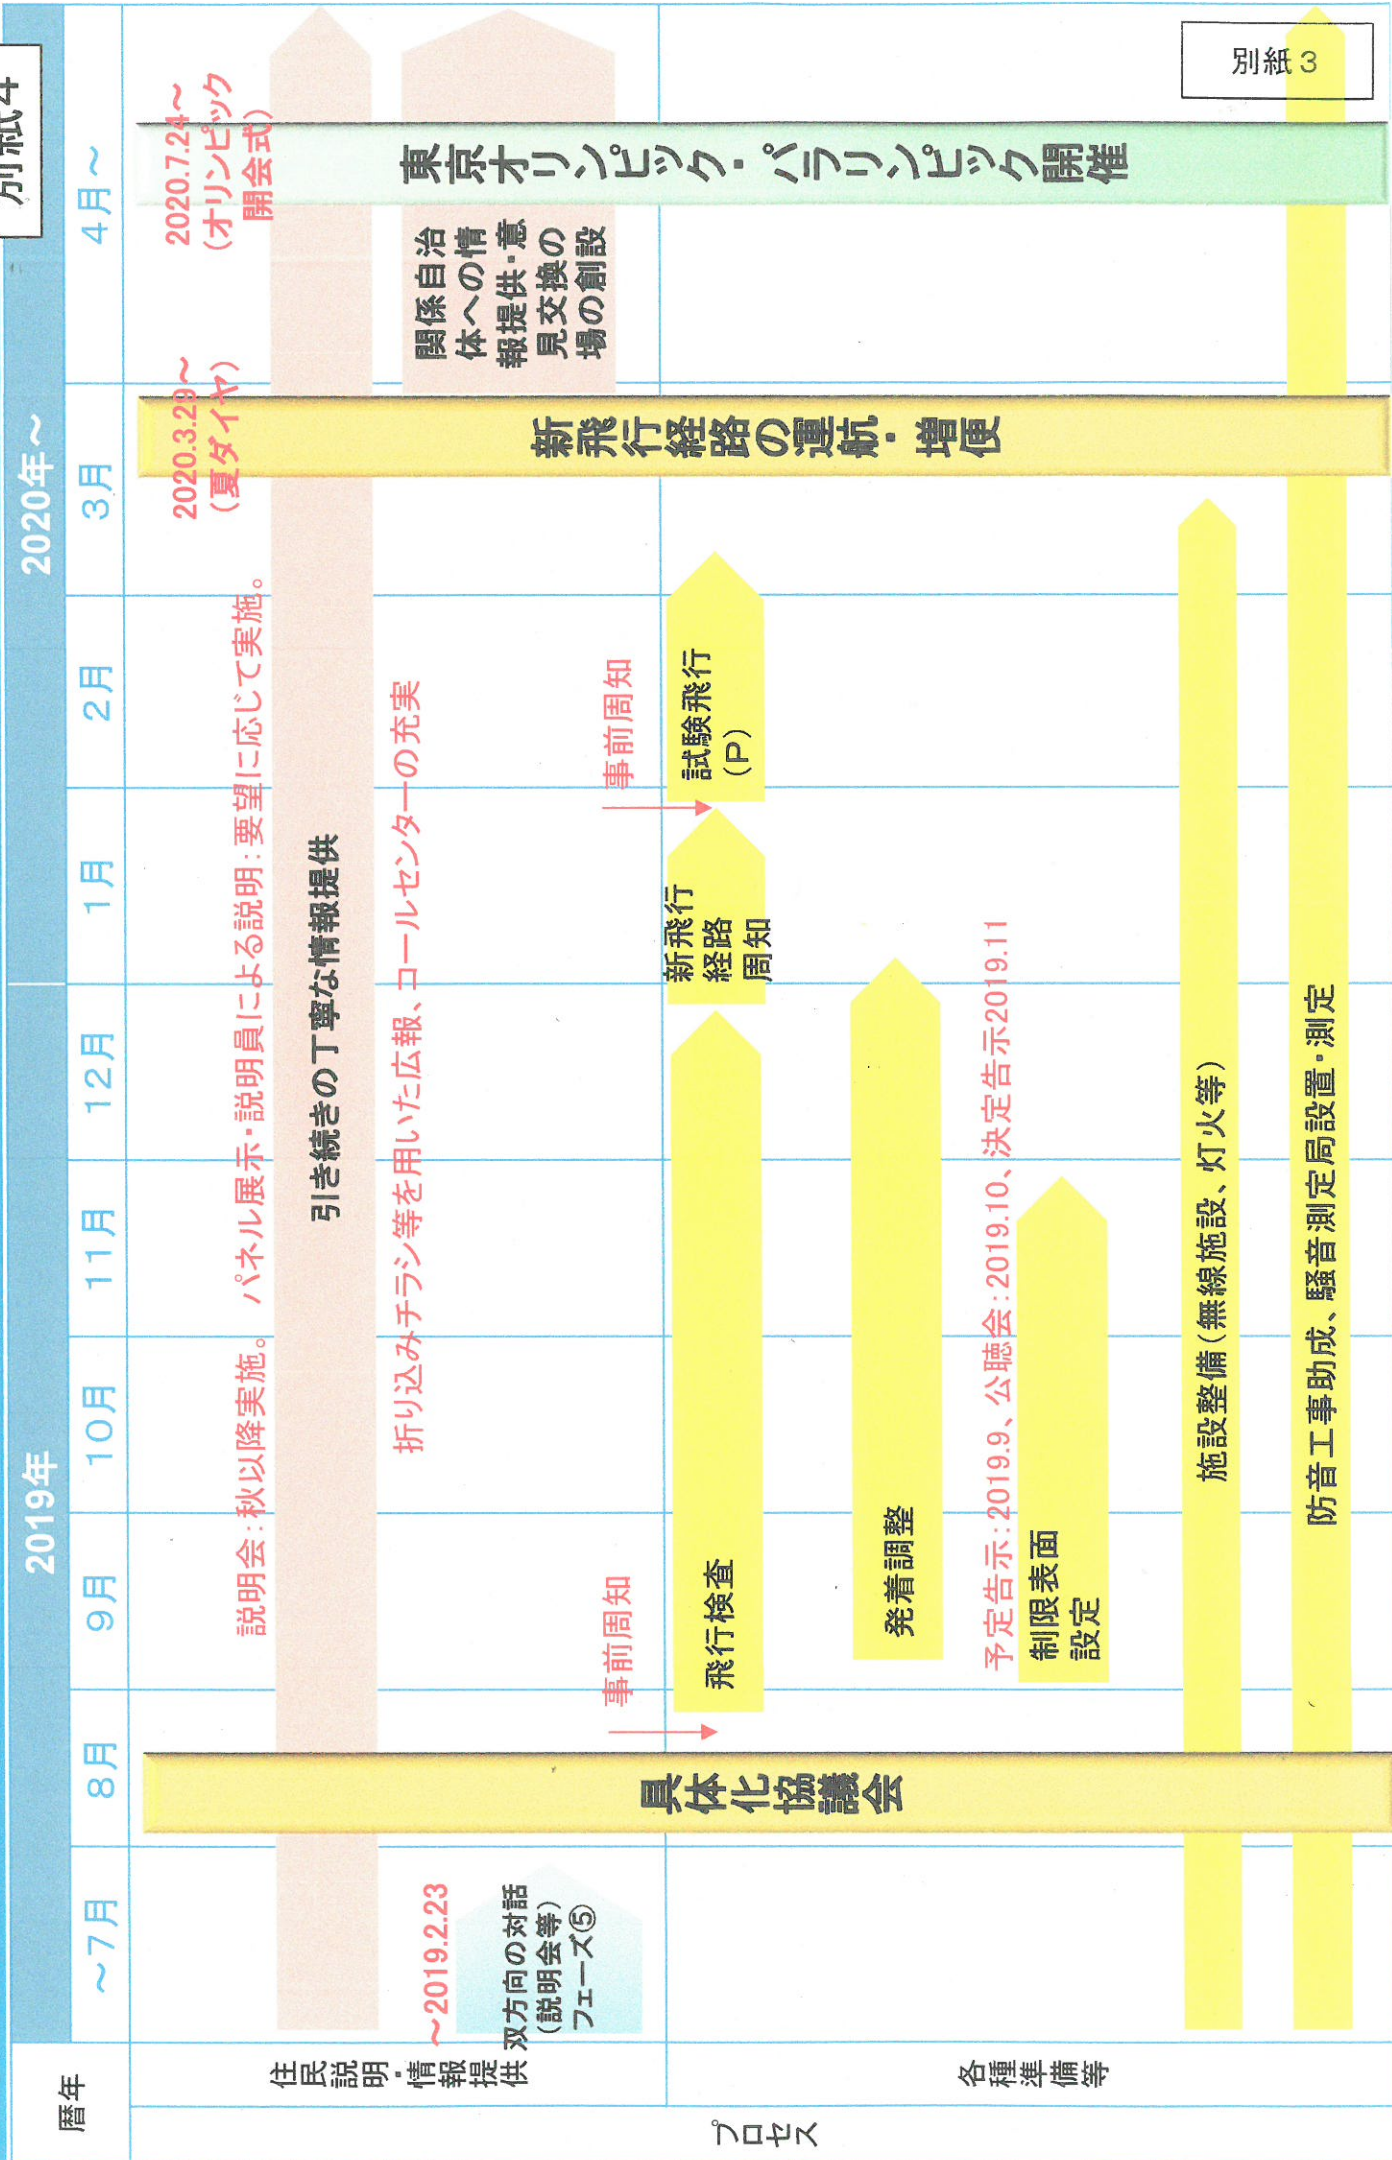 別紙4
別紙3
暦年
2019年
2020年～
～7月
8月
9月
10月
11月
12月
1月
2月
3月
4月～
プロセス
住民説明・情報提供
説明会：秋以降実施。 パネル展示・説明員による説明：要望に応じて実施。
引き続きの丁寧な情報提供
折り込みチラシ等を用いた広報、コールセンターの充実
～2019.2.23
双方向の対話
（説明会等）
フェーズ⑤
具体化協議会
2020.3.29～
（夏ダイヤ）
新飛行経路の運航・増便
2020.7.24～
（オリンピック
開会式）
東京オリンピック・パラリンピック開催
関係自治
体への情
報提供・意
見交換の
場の創設
各種準備等
事前周知
飛行検査
新飛行
経路
周知
事前周知
試験飛行
（P）
発着調整
予定告示：2019.9、公聴会：2019.10、決定告示2019.11
制限表面
設定
施設整備（無線施設、灯火等）
防音工事助成、騒音測定局設置・測定